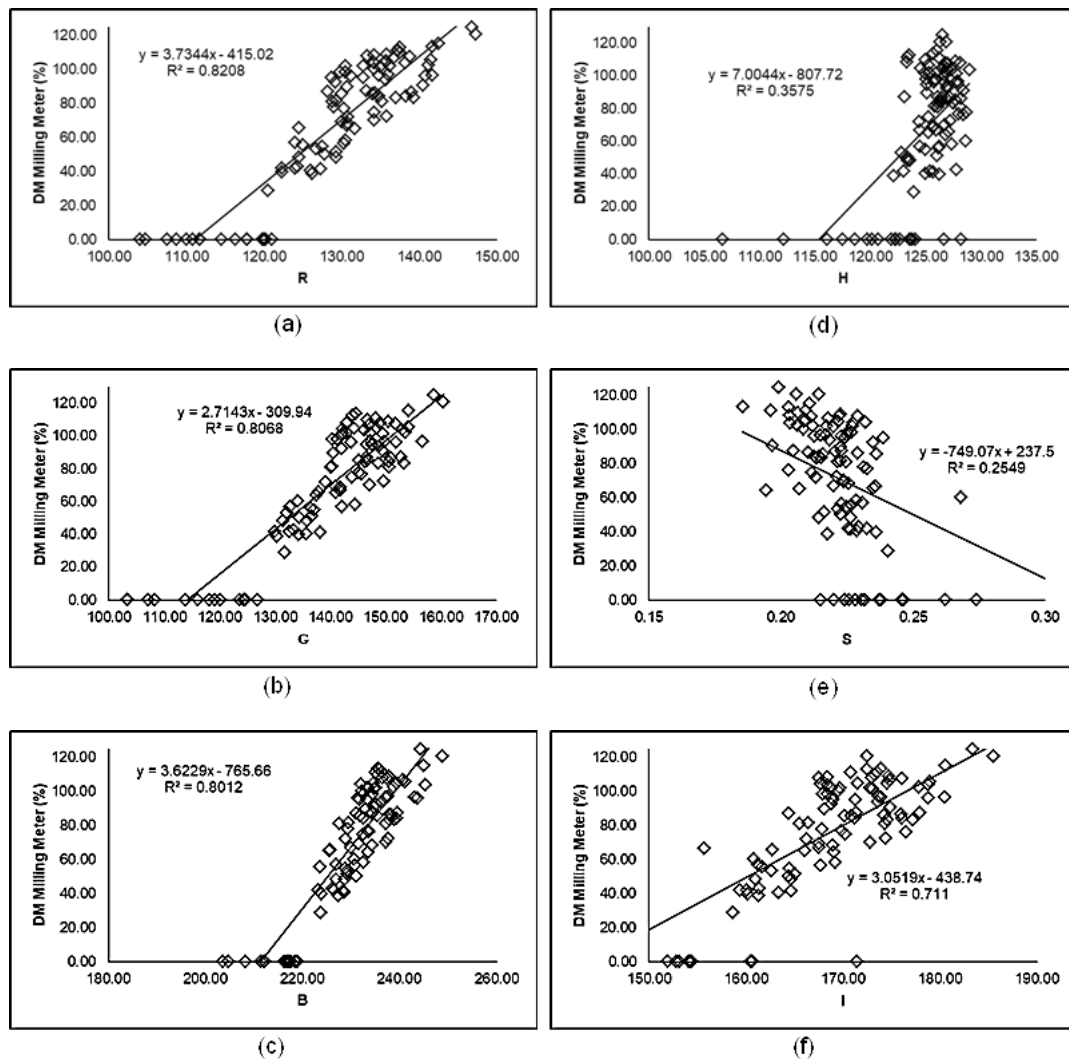 DM Milling Meter (%)
120.00
100.00
80.00
60.00
40.00
20.00
0.00
y = 3.7344x - 415.02
R² = 0.8208
100.00 110.00 120.00 130.00 140.00 150.00
R
(a)
DM Milling Meter (%)
120.00
100.00
80.00
60.00
40.00
20.00
0.00
y = 7.0044x - 807.72
R² = 0.3575
100.00 105.00 110.00 115.00 120.00 125.00 130.00 135.00
H
(d)
DM Milling Meter (%)
120.00
100.00
80.00
60.00
40.00
20.00
0.00
y = 2.7143x - 309.94
R² = 0.8068
100.00 110.00 120.00 130.00 140.00 150.00 160.00 170.00
G
(b)
DM Milling Meter (%)
120.00
100.00
80.00
60.00
40.00
20.00
0.00
y = -749.07x + 237.5
R² = 0.2549
0.15 0.20 0.25 0.30
S
(e)
DM Milling Meter (%)
120.00
100.00
80.00
60.00
40.00
20.00
0.00
y = 3.6229x - 765.66
R² = 0.8012
180.00 200.00 220.00 240.00 260.00
B
(c)
DM Milling Meter (%)
120.00
100.00
80.00
60.00
40.00
20.00
0.00
y = 3.0519x - 438.74
R² = 0.711
150.00 160.00 170.00 180.00 190.00
I
(f)